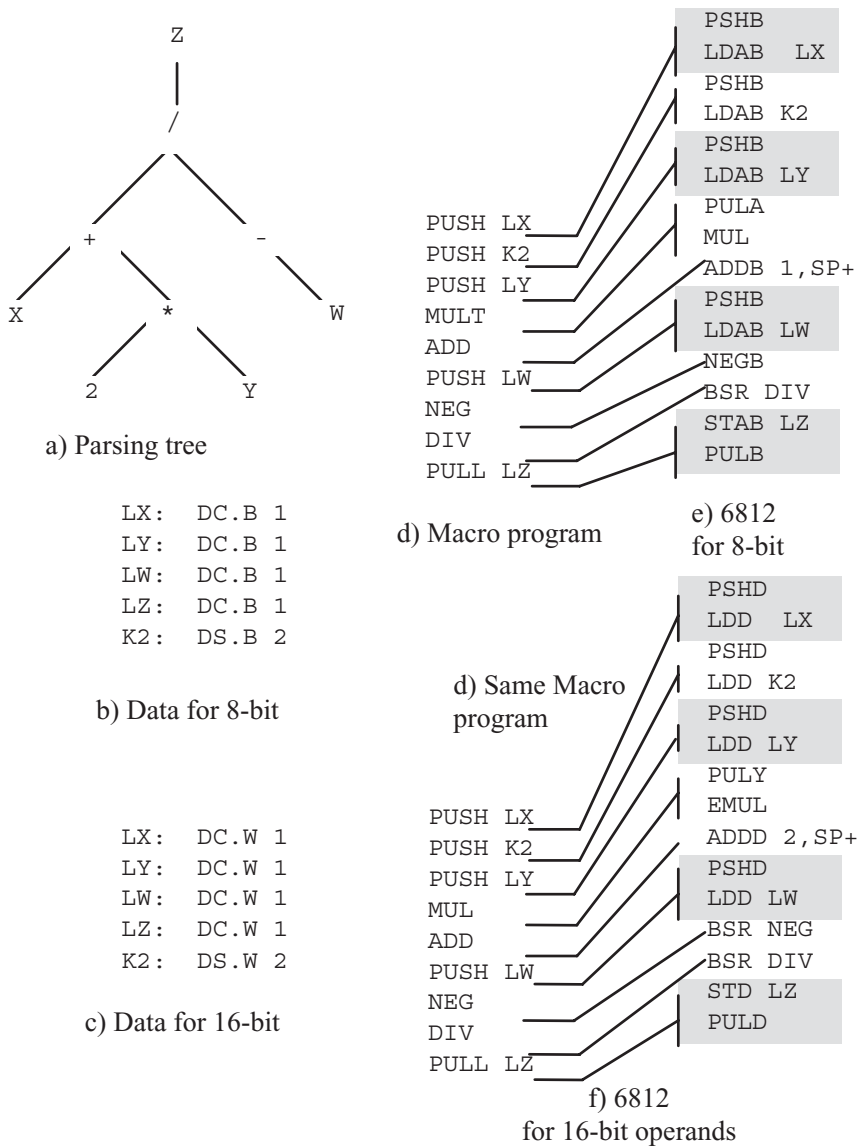 Z
/
+ -
X * W
2 Y
a) Parsing tree
LX: DC.B 1
LY: DC.B 1
LW: DC.B 1
LZ: DC.B 1
K2: DS.B 2
b) Data for 8-bit
LX: DC.W 1
LY: DC.W 1
LW: DC.W 1
LZ: DC.W 1
K2: DS.W 2
c) Data for 16-bit
PUSH LX
PUSH K2
PUSH LY
MULT
ADD
PUSH LW
NEG
DIV
PULL LZ
d) Macro program
PSHB
LDAB LX
PSHB
LDAB K2
PSHB
LDAB LY
PULA
MUL
ADDB 1,SP+
PSHB
LDAB LW
NEGB
BSR DIV
STAB LZ
PULB
e) 6812
for 8-bit
d) Same Macro
program
PUSH LX
PUSH K2
PUSH LY
MUL
ADD
PUSH LW
NEG
DIV
PULL LZ
PSHD
LDD LX
PSHD
LDD K2
PSHD
LDD LY
PULY
EMUL
ADDD 2,SP+
PSHD
LDD LW
BSR NEG
BSR DIV
STD LZ
PULD
f) 6812
for 16-bit operands